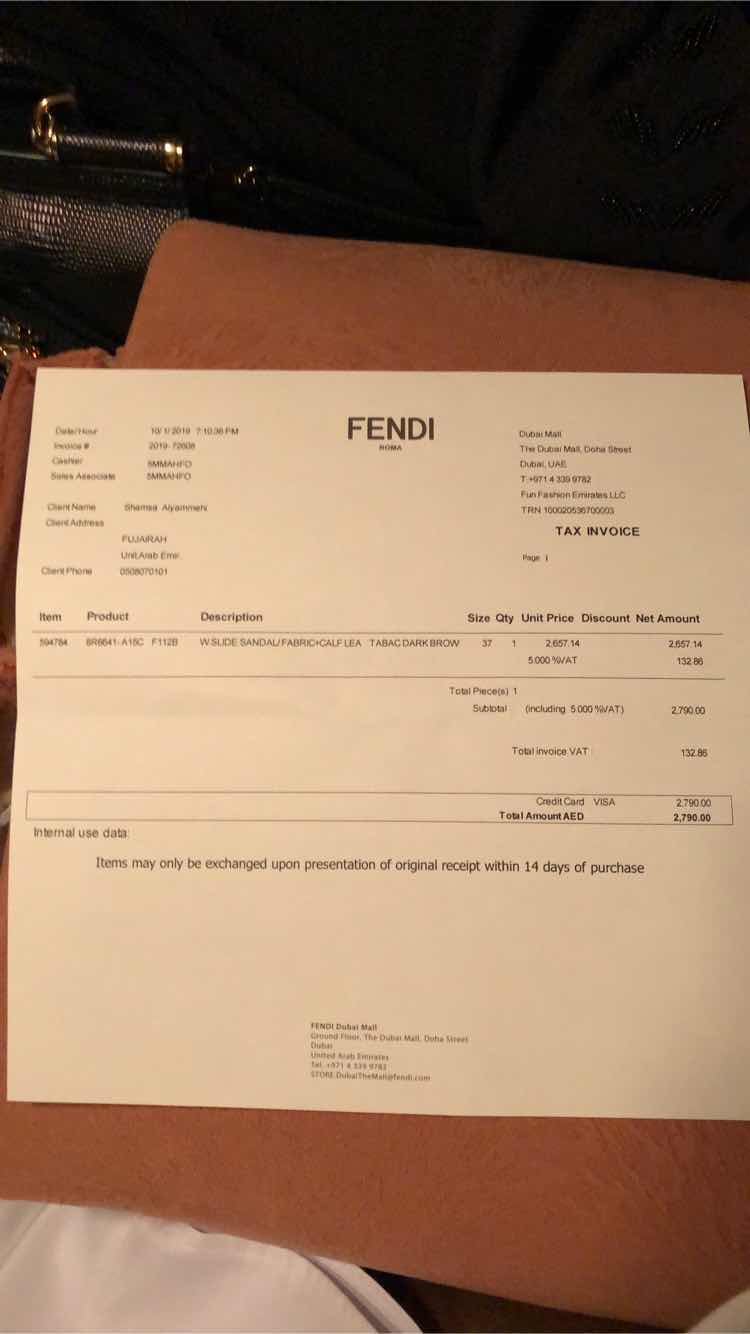 FENDI
ROMA
Date/Hour 10/1/2019 7:10:36 PM
Invoice # 2019-72608
Cashier SMMAHFO
Sales Associate SMMAHFO
Client Name Shamsa Alyammehi
Client Address
FUJAIRAH
Unit.Arab Emir.
Client Phone 0508070101
Dubai Mall
The Dubai Mall, Doha Street
Dubai, UAE
T:+971 4 339 9782
Fun Fashion Emirates LLC
TRN 100020536700003
TAX INVOICE
Page 1
Item Product Description Size Qty Unit Price Discount Net Amount
594784 8R6641-A16C F112B W.SLIDE SANDAL/FABRIC+CALF LEA TABAC DARK BROW 37 1 2,657.14 2,657.14
5.000 %VAT 132.86
Total Piece(s) 1
Subtotal (including 5.000 %VAT) 2,790.00
Total invoice VAT 132.86
Credit Card VISA 2,790.00
Total Amount AED 2,790.00
Internal use data:
Items may only be exchanged upon presentation of original receipt within 14 days of purchase
FENDI Dubai Mall
Ground Floor, The Dubai Mall, Doha Street
Dubai
United Arab Emirates
Tel. +971 4 339 9782
STORE.DubaiTheMall@fendi.com